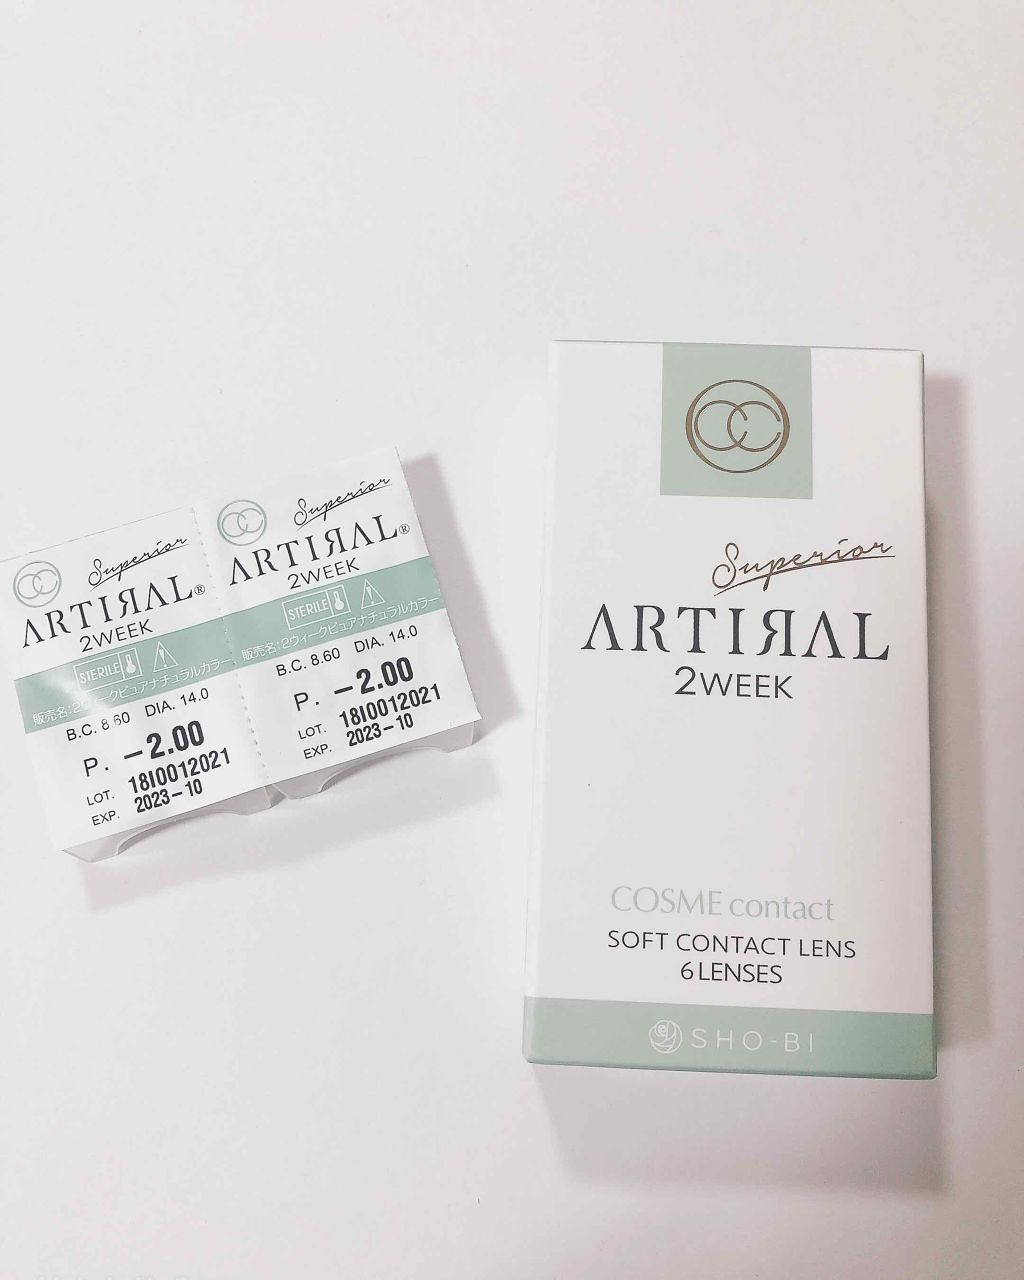 Superior
ARTIЯAL®
2WEEK
STERILE
販売名:2ウィークピュアナチュラルカラー
B.C. 8.60 DIA. 14.0
P. −2.00
LOT. 18I0012021
EXP. 2023−10
Superior
ARTIЯAL®
2WEEK
STERILE
販売名:2ウィークピュアナチュラルカラー
B.C. 8.60 DIA. 14.0
P. −2.00
LOT. 18I0012021
EXP. 2023−10
CC
Superior
ARTIЯAL
2WEEK
COSME contact
SOFT CONTACT LENS
6 LENSES
SHO-BI